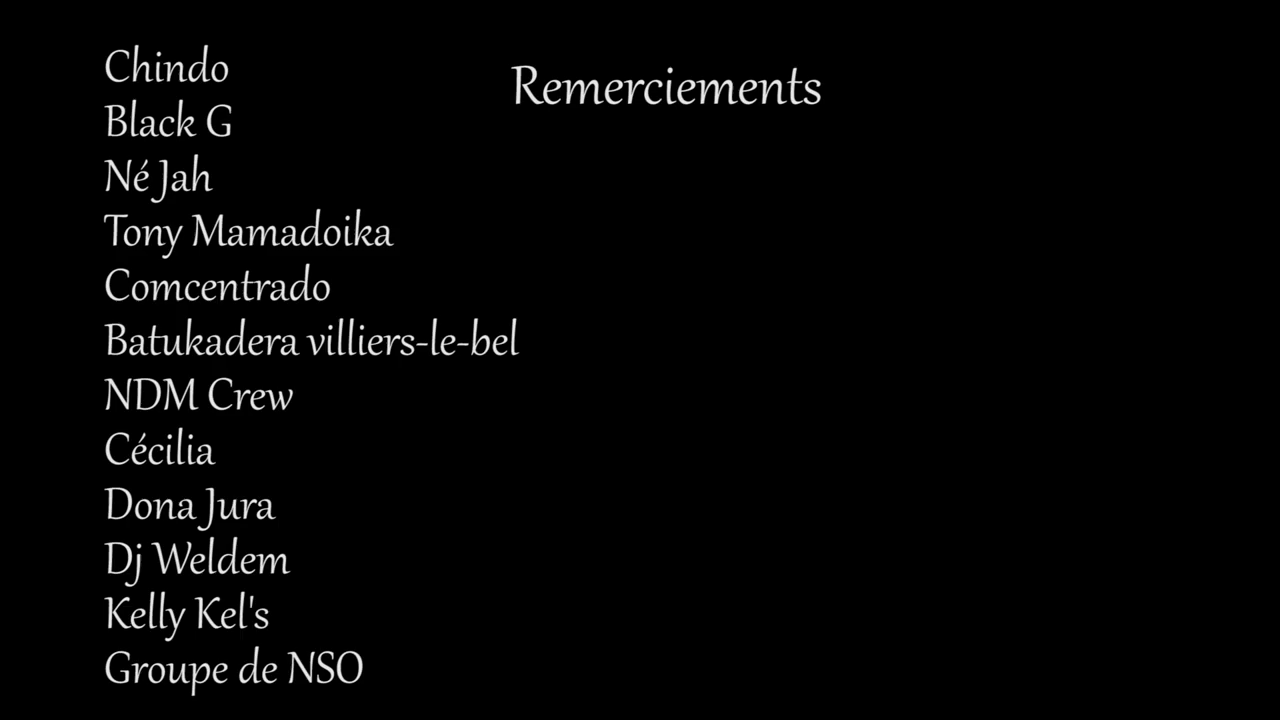 Remerciements
Chindo
Black G
Né Jah
Tony Mamadoika
Comcentrado
Batukadera villiers-le-bel
NDM Crew
Cécilia
Dona Jura
Dj Weldem
Kelly Kel's
Groupe de NSO